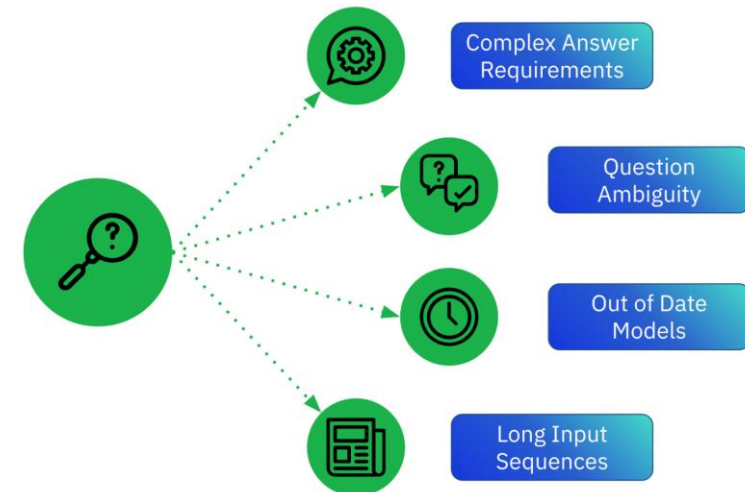 Complex Answer
Requirements
?
?
Question
Ambiguity
Out of Date
Models
Long Input
Sequences